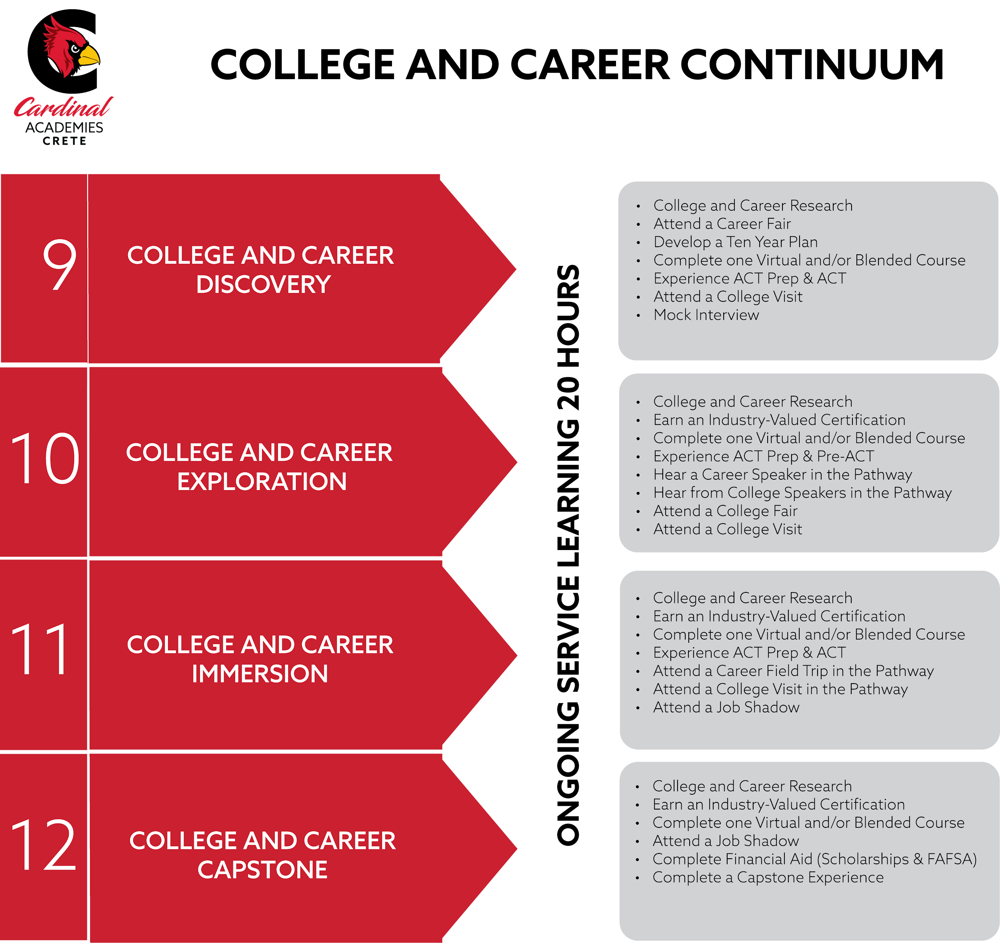 Cardinal
ACADEMIES
CRETE
COLLEGE AND CAREER CONTINUUM
9
COLLEGE AND CAREER
DISCOVERY
• College and Career Research
• Attend a Career Fair
• Develop a Ten Year Plan
• Complete one Virtual and/or Blended Course
• Experience ACT Prep & ACT
• Attend a College Visit
• Mock Interview
ONGOING SERVICE LEARNING 20 HOURS
10
COLLEGE AND CAREER
EXPLORATION
• College and Career Research
• Earn an Industry-Valued Certification
• Complete one Virtual and/or Blended Course
• Experience ACT Prep & Pre-ACT
• Hear a Career Speaker in the Pathway
• Hear from College Speakers in the Pathway
• Attend a College Fair
• Attend a College Visit
11
COLLEGE AND CAREER
IMMERSION
• College and Career Research
• Earn an Industry-Valued Certification
• Complete one Virtual and/or Blended Course
• Experience ACT Prep & ACT
• Attend a Career Field Trip in the Pathway
• Attend a College Visit in the Pathway
• Attend a Job Shadow
12
COLLEGE AND CAREER
CAPSTONE
• College and Career Research
• Earn an Industry-Valued Certification
• Complete one Virtual and/or Blended Course
• Attend a Job Shadow
• Complete Financial Aid (Scholarships & FAFSA)
• Complete a Capstone Experience